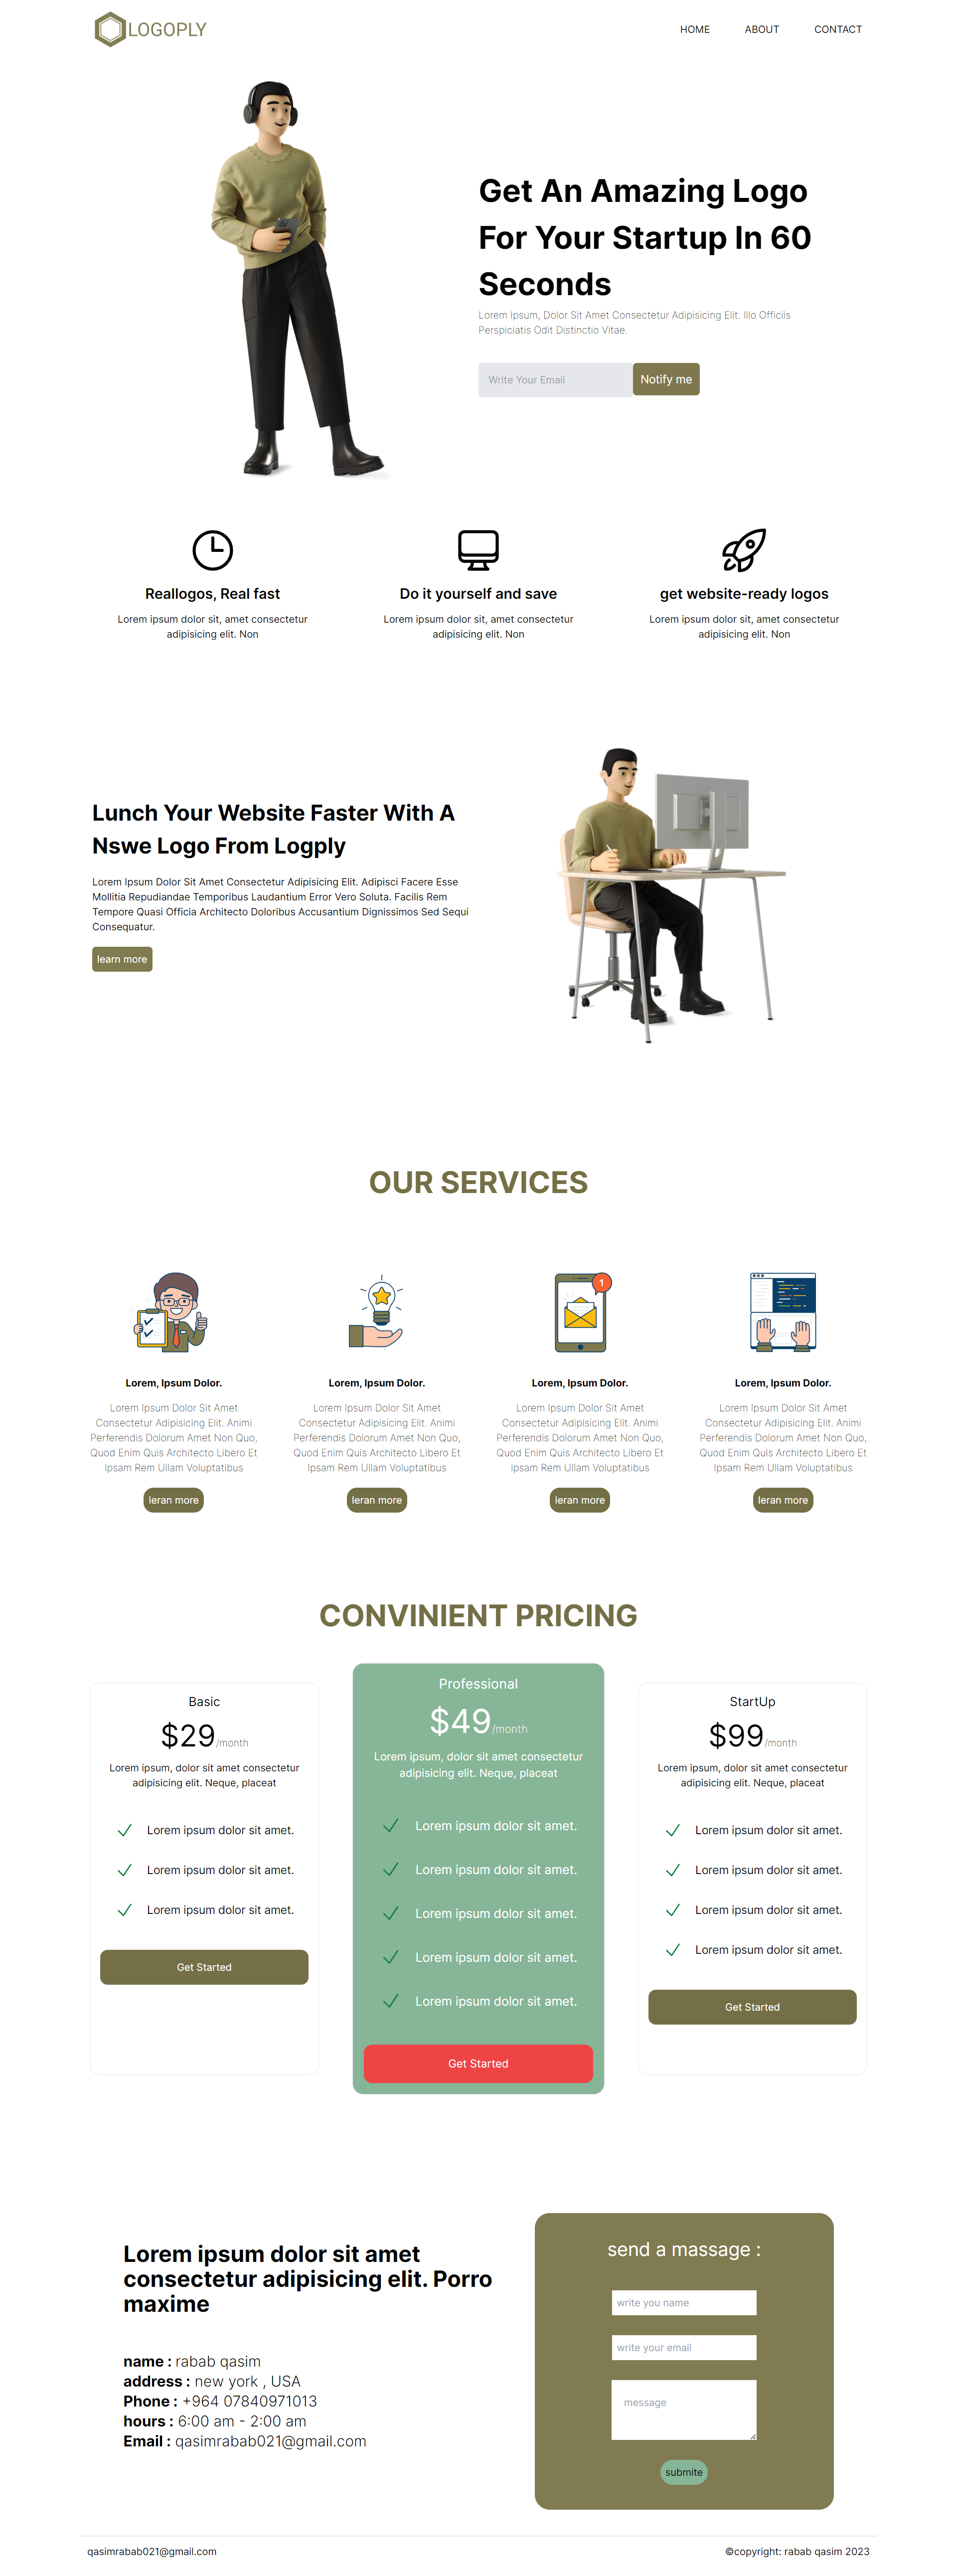 LOGOPLY
HOME ABOUT CONTACT
Get An Amazing Logo
For Your Startup In 60
Seconds
Lorem Ipsum, Dolor Sit Amet Consectetur Adipisicing Elit. Illo Officiis
Perspiciatis Odit Distinctio Vitae.
Write Your Email Notify me
Reallogos, Real fast
Lorem ipsum dolor sit, amet consectetur
adipisicing elit. Non
Do it yourself and save
Lorem ipsum dolor sit, amet consectetur
adipisicing elit. Non
get website-ready logos
Lorem ipsum dolor sit, amet consectetur
adipisicing elit. Non
Lunch Your Website Faster With A
Nswe Logo From Logply
Lorem Ipsum Dolor Sit Amet Consectetur Adipisicing Elit. Adipisci Facere Esse
Mollitia Repudiandae Temporibus Laudantium Error Vero Soluta. Facilis Rem
Tempore Quasi Officia Architecto Doloribus Accusantium Dignissimos Sed Sequi
Consequatur.
learn more
OUR SERVICES
Lorem, Ipsum Dolor.
Lorem Ipsum Dolor Sit Amet
Consectetur Adipisicing Elit. Animi
Perferendis Dolorum Amet Non Quo,
Quod Enim Quis Architecto Libero Et
Ipsam Rem Ullam Voluptatibus
leran more
Lorem, Ipsum Dolor.
Lorem Ipsum Dolor Sit Amet
Consectetur Adipisicing Elit. Animi
Perferendis Dolorum Amet Non Quo,
Quod Enim Quis Architecto Libero Et
Ipsam Rem Ullam Voluptatibus
leran more
1
Lorem, Ipsum Dolor.
Lorem Ipsum Dolor Sit Amet
Consectetur Adipisicing Elit. Animi
Perferendis Dolorum Amet Non Quo,
Quod Enim Quis Architecto Libero Et
Ipsam Rem Ullam Voluptatibus
leran more
Lorem, Ipsum Dolor.
Lorem Ipsum Dolor Sit Amet
Consectetur Adipisicing Elit. Animi
Perferendis Dolorum Amet Non Quo,
Quod Enim Quis Architecto Libero Et
Ipsam Rem Ullam Voluptatibus
leran more
CONVINIENT PRICING
Basic
$29/month
Lorem ipsum, dolor sit amet consectetur
adipisicing elit. Neque, placeat
Lorem ipsum dolor sit amet.
Lorem ipsum dolor sit amet.
Lorem ipsum dolor sit amet.
Get Started
Professional
$49/month
Lorem ipsum, dolor sit amet consectetur
adipisicing elit. Neque, placeat
Lorem ipsum dolor sit amet.
Lorem ipsum dolor sit amet.
Lorem ipsum dolor sit amet.
Lorem ipsum dolor sit amet.
Lorem ipsum dolor sit amet.
Get Started
StartUp
$99/month
Lorem ipsum, dolor sit amet consectetur
adipisicing elit. Neque, placeat
Lorem ipsum dolor sit amet.
Lorem ipsum dolor sit amet.
Lorem ipsum dolor sit amet.
Lorem ipsum dolor sit amet.
Get Started
Lorem ipsum dolor sit amet
consectetur adipisicing elit. Porro
maxime
name : rabab qasim
address : new york , USA
Phone : +964 07840971013
hours : 6:00 am - 2:00 am
Email : qasimrabab021@gmail.com
send a massage :
write you name
write your email
message
submite
qasimrabab021@gmail.com
©copyright: rabab qasim 2023